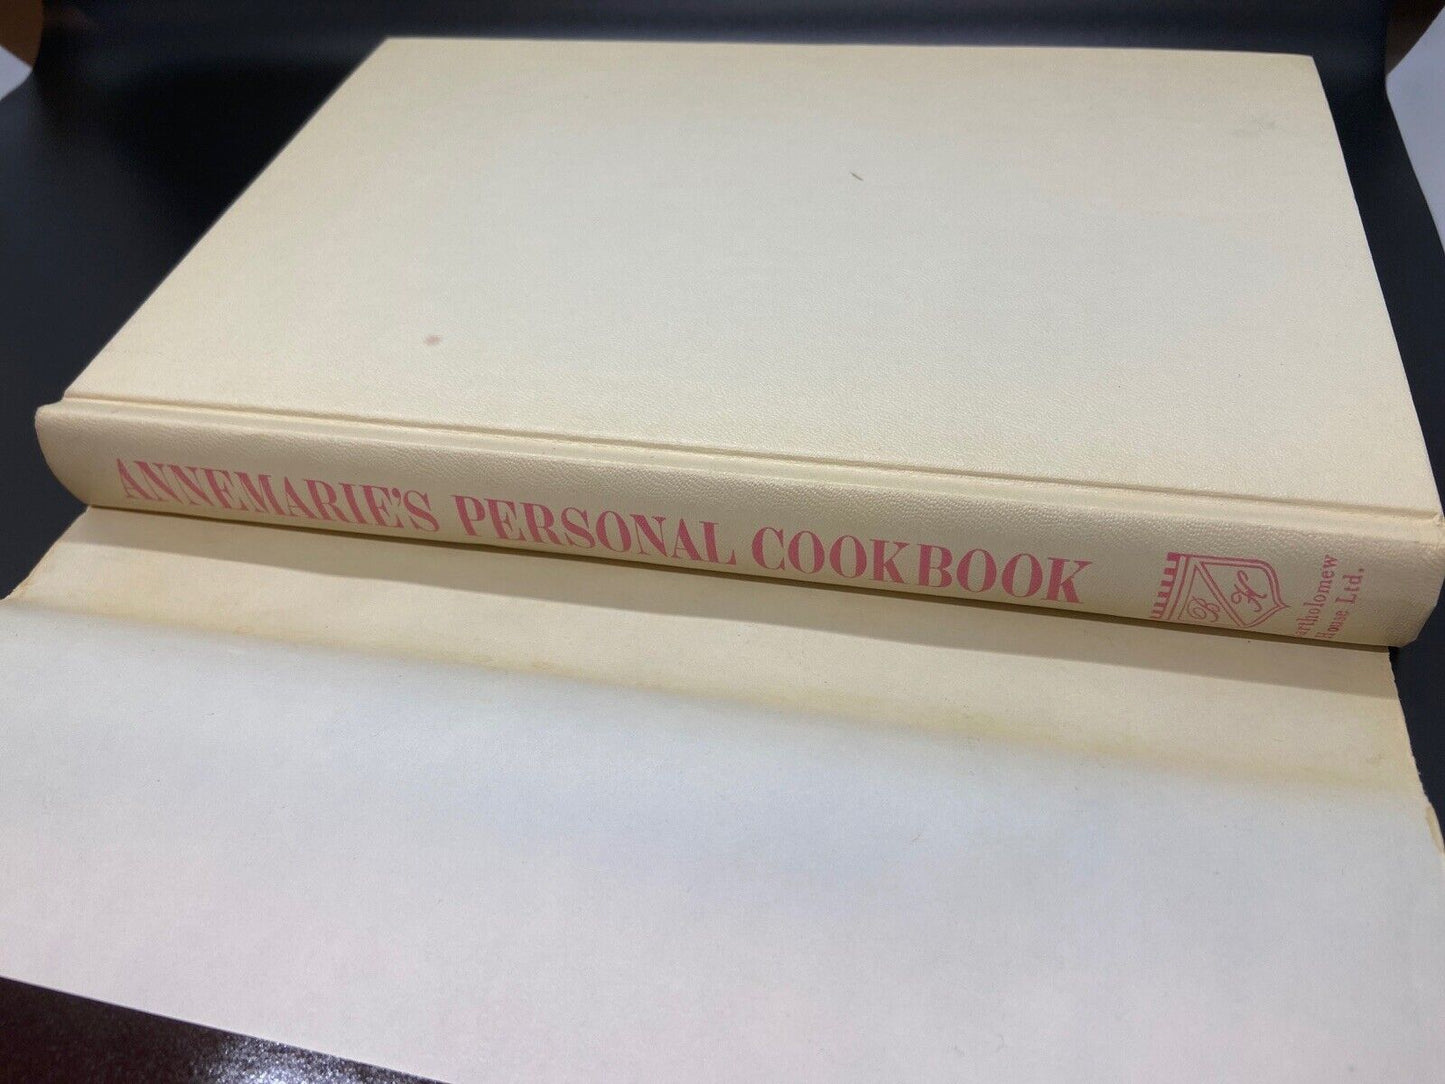 ANNEMARIE'S PERSONAL COOKBOOK
B H
Bartholomew
House Ltd.